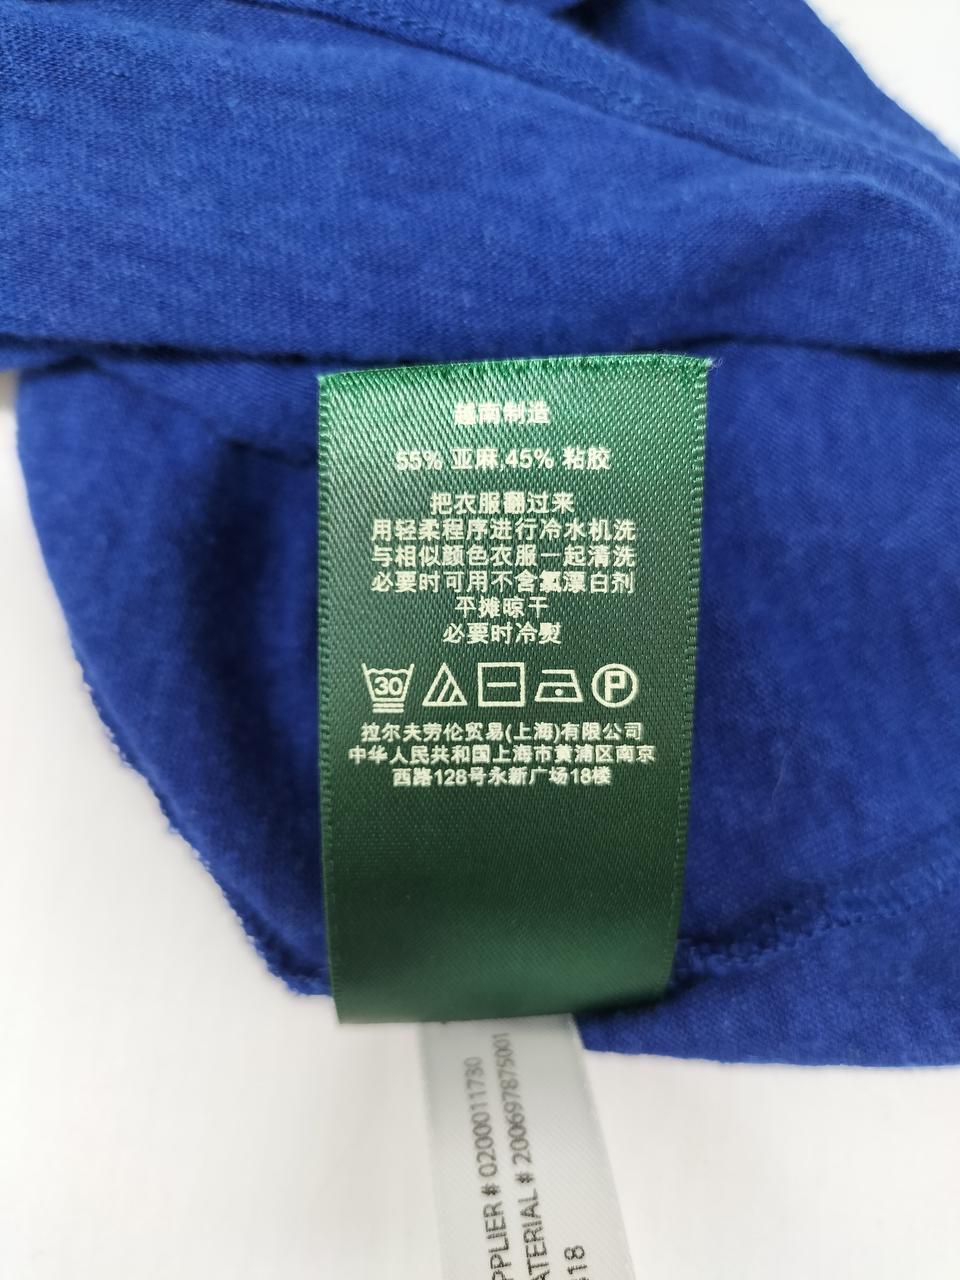 越南制造
55% 亚麻,45% 粘胶
把衣服翻过来
用轻柔程序进行冷水机洗
与相似颜色衣服一起清洗
必要时可用不含氯漂白剂
平摊晾干
必要时冷熨
30 P
拉尔夫劳伦贸易(上海)有限公司
中华人民共和国上海市黄浦区南京
西路128号永新广场18楼
PPLIER # 0200011730
ATERIAL # 200697875001
18